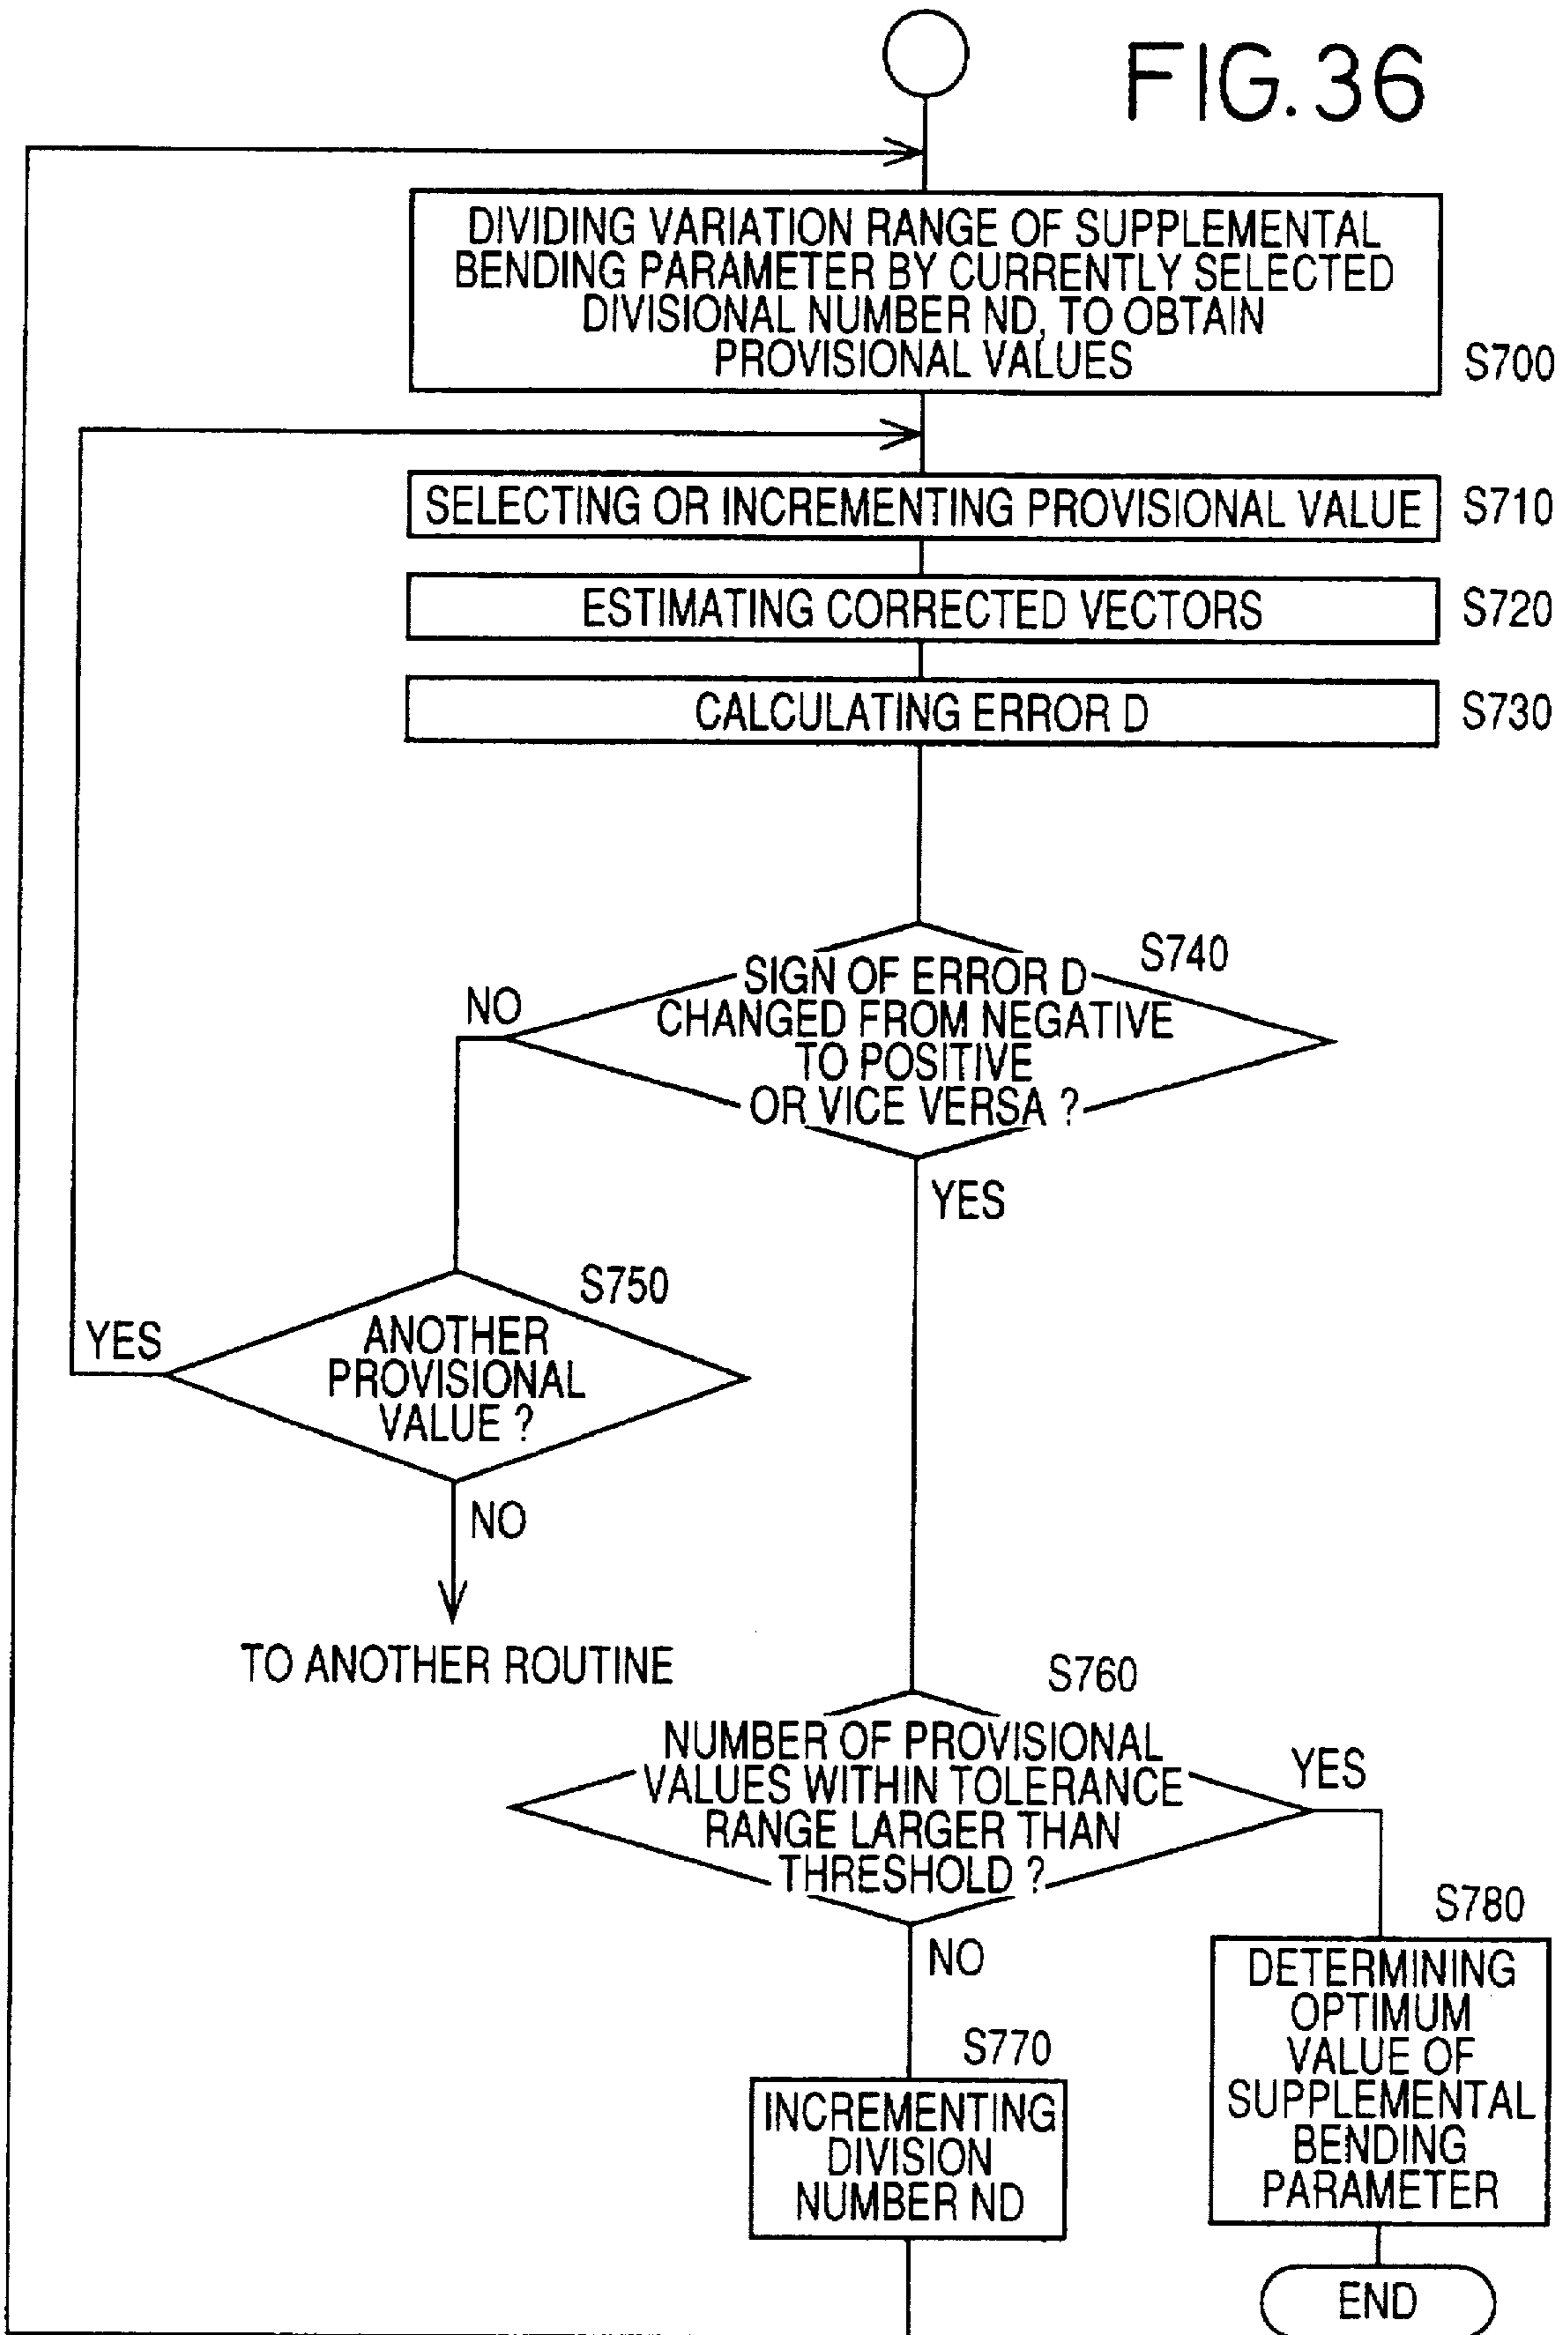 FIG. 36
DIVIDING VARIATION RANGE OF SUPPLEMENTAL
BENDING PARAMETER BY CURRENTLY SELECTED
DIVISIONAL NUMBER ND, TO OBTAIN
PROVISIONAL VALUES
S700
SELECTING OR INCREMENTING PROVISIONAL VALUE
S710
ESTIMATING CORRECTED VECTORS
S720
CALCULATING ERROR D
S730
S740
SIGN OF ERROR D
CHANGED FROM NEGATIVE
TO POSITIVE
OR VICE VERSA ?
NO
YES
S750
ANOTHER
PROVISIONAL
VALUE ?
YES
NO
TO ANOTHER ROUTINE
S760
NUMBER OF PROVISIONAL
VALUES WITHIN TOLERANCE
RANGE LARGER THAN
THRESHOLD ?
YES
NO
S770
INCREMENTING
DIVISION
NUMBER ND
S780
DETERMINING
OPTIMUM
VALUE OF
SUPPLEMENTAL
BENDING
PARAMETER
END